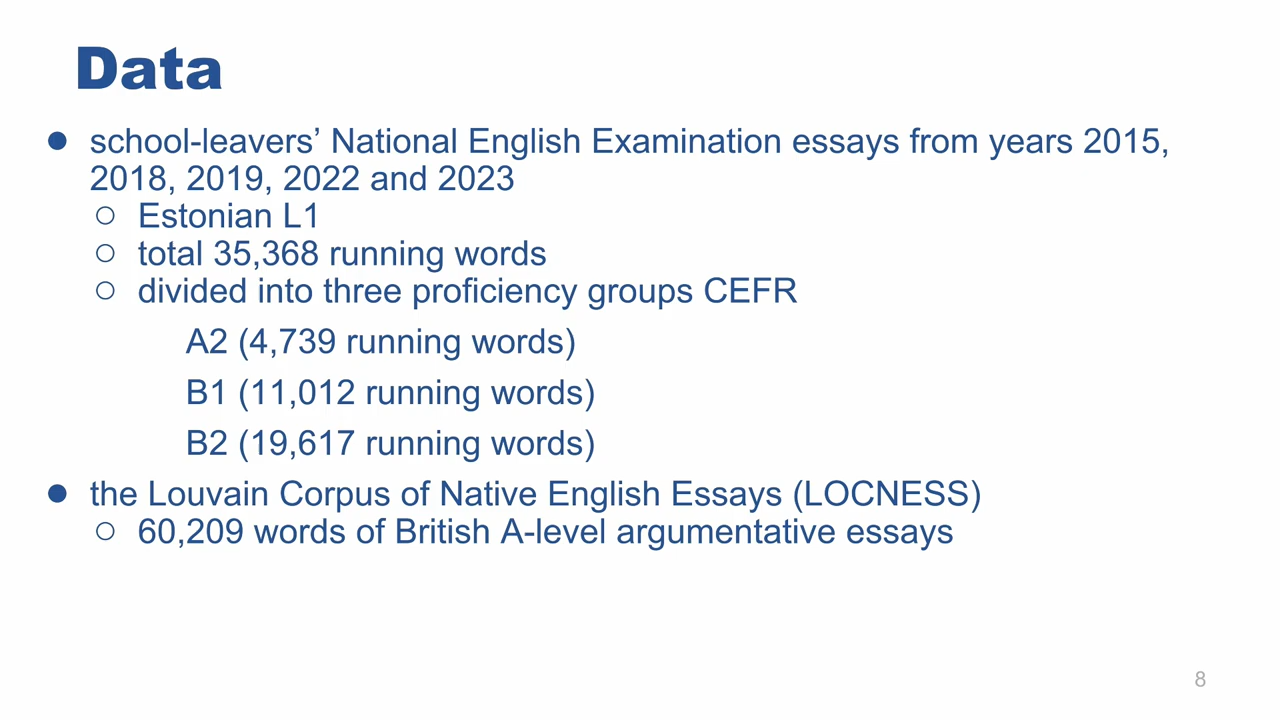 Data
● school-leavers’ National English Examination essays from years 2015,
2018, 2019, 2022 and 2023
○ Estonian L1
○ total 35,368 running words
○ divided into three proficiency groups CEFR
A2 (4,739 running words)
B1 (11,012 running words)
B2 (19,617 running words)
● the Louvain Corpus of Native English Essays (LOCNESS)
○ 60,209 words of British A-level argumentative essays
8